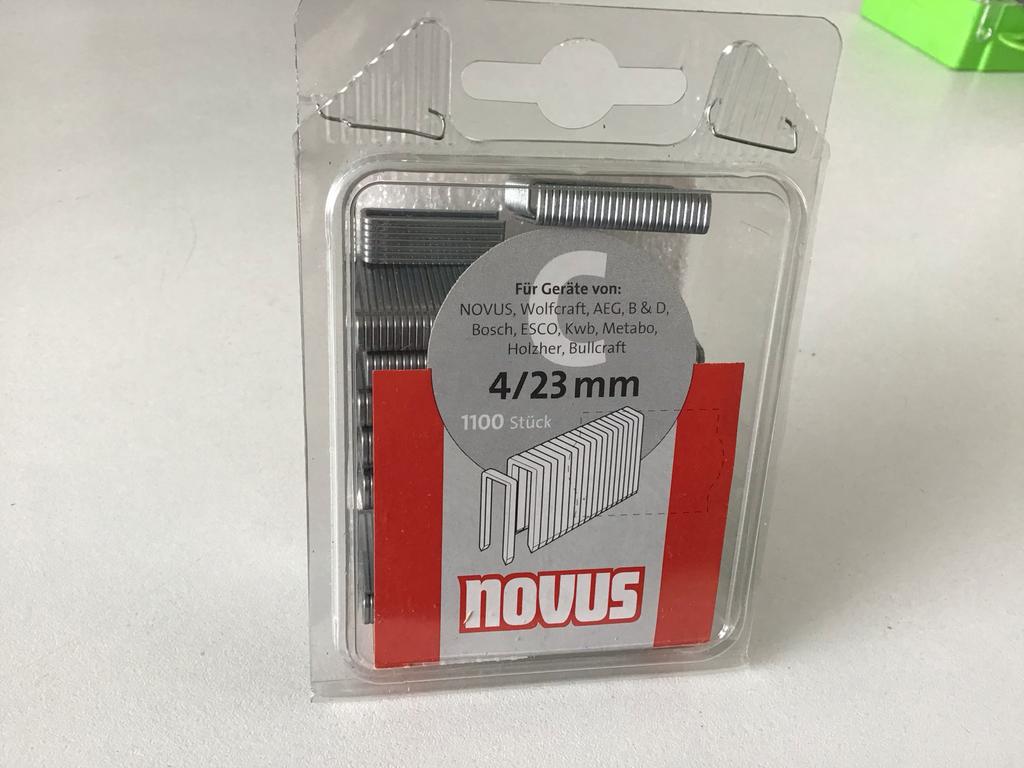 C
Für Geräte von:
NOVUS, Wolfcraft, AEG, B & D,
Bosch, ESCO, Kwb, Metabo,
Holzher, Bullcraft
4/23 mm
1100 Stück
novus